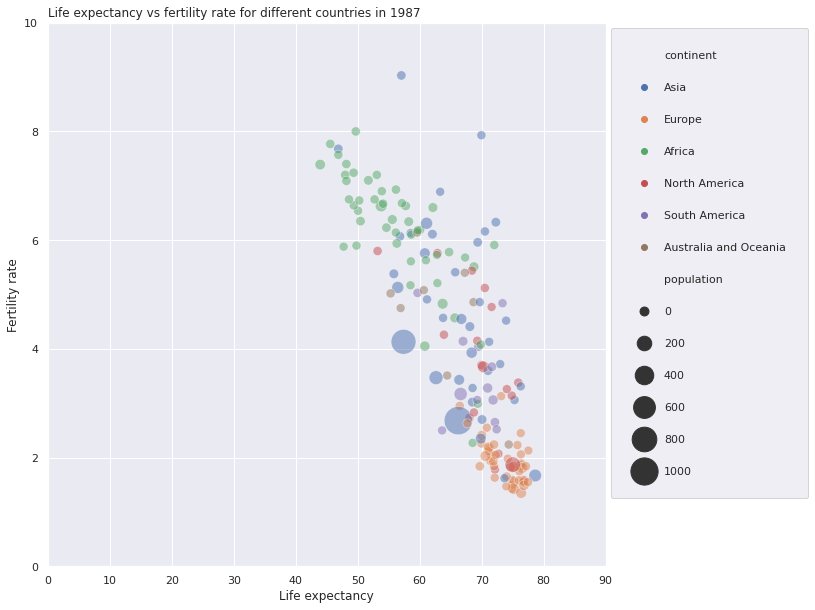 Life expectancy vs fertility rate for different countries in 1987
10
8
6
4
2
0
Fertility rate
0 10 20 30 40 50 60 70 80 90
Life expectancy
continent
Asia
Europe
Africa
North America
South America
Australia and Oceania
population
0
200
400
600
800
1000